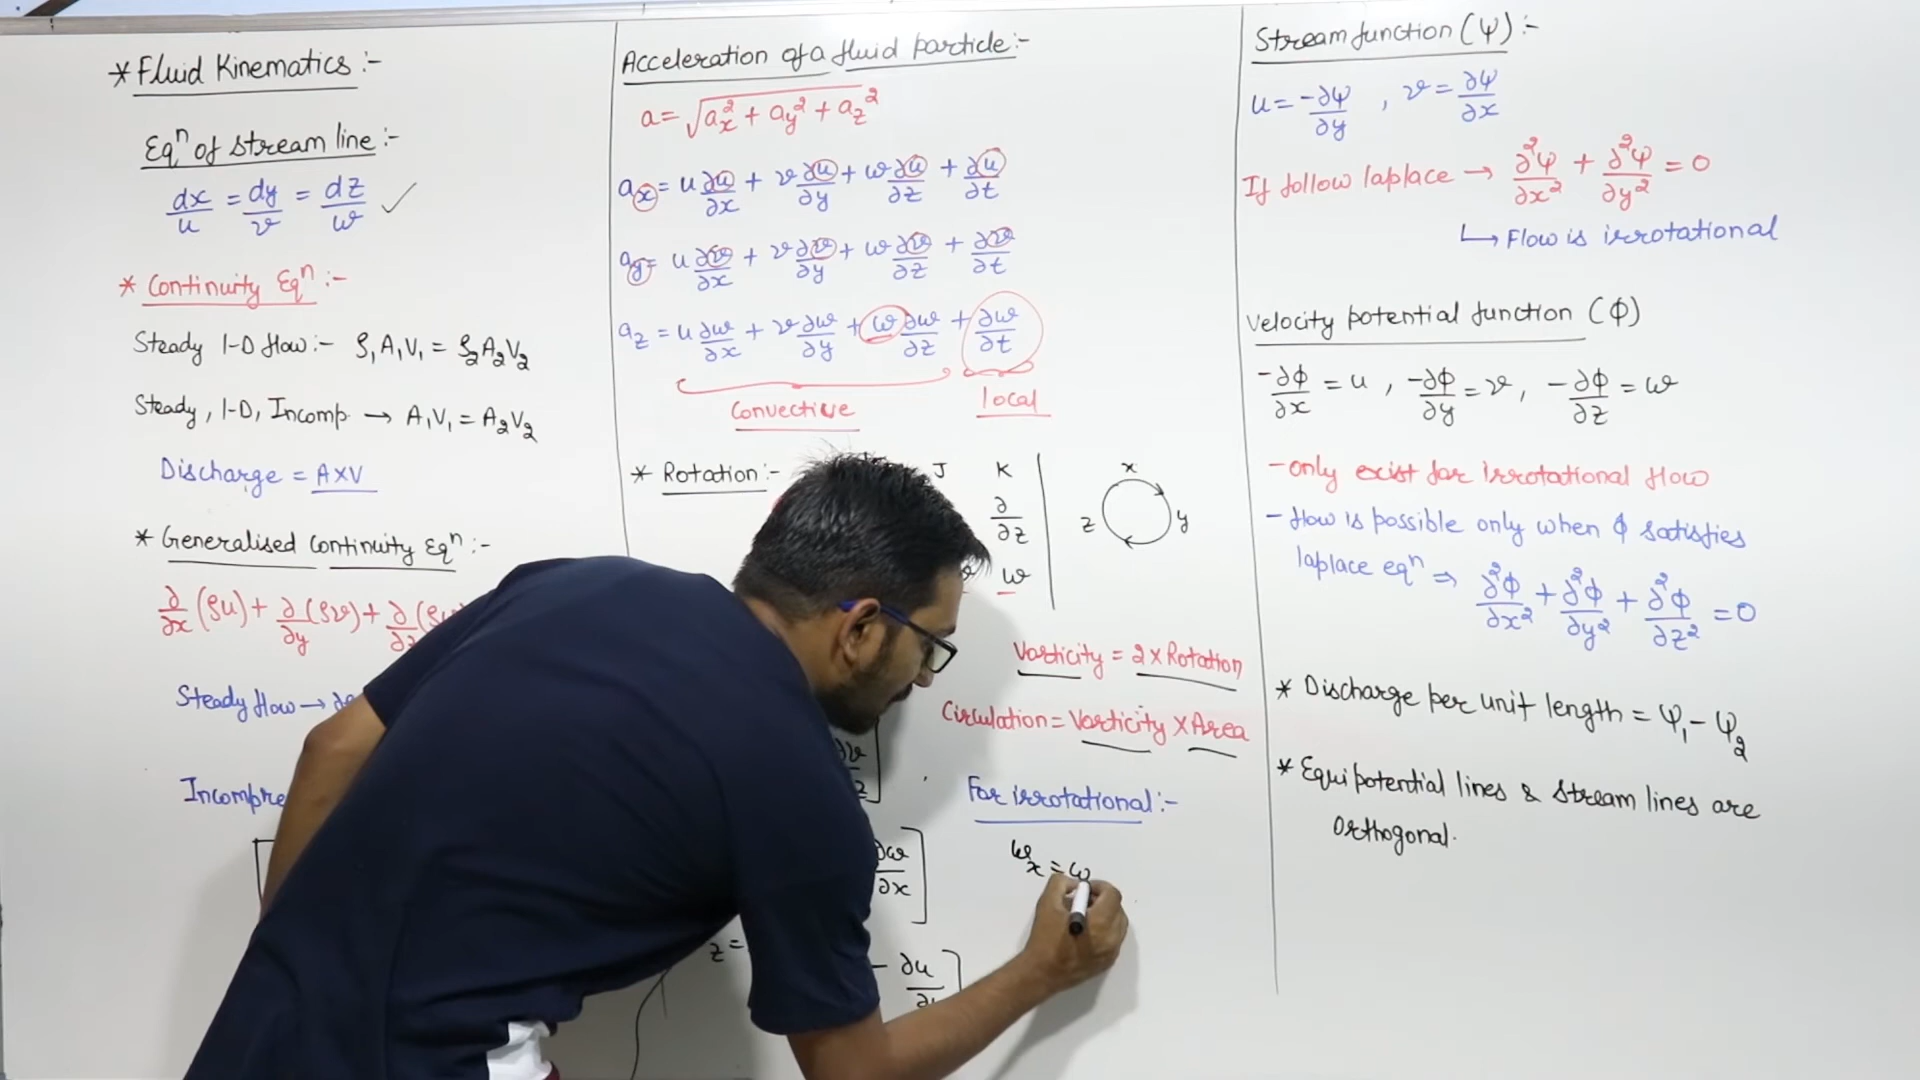 * Fluid Kinematics :-
Eqⁿ of stream line :-
dx/u = dy/v = dz/w ✓
* Continuity Eqⁿ :-
Steady 1-D flow :- ρ₁A₁V₁ = ρ₂A₂V₂
Steady, 1-D, Incomp. → A₁V₁ = A₂V₂
Discharge = A×V
* Generalised Continuity Eqⁿ :-
∂/∂x (ρu) + ∂/∂y (ρv) + ∂/∂z
Steady flow →
Acceleration of a fluid particle :-
a = √(aₓ² + a_y² + a_z²)
aₓ = u ∂u/∂x + v ∂u/∂y + w ∂u/∂z + ∂u/∂t
a_y = u ∂v/∂x + v ∂v/∂y + w ∂v/∂z + ∂v/∂t
a_z = u ∂w/∂x + v ∂w/∂y + w ∂w/∂z + ∂w/∂t
Convective local
* Rotation :- J K
∂/∂z
w
x
z y
Vorticity = 2 × Rotation
Circulation = Vorticity × Area
For irrotational :-
∂w/∂x ]
ωₓ = ω
z =
- ∂u
Stream function (ψ) :-
u = -∂ψ/∂y , v = ∂ψ/∂x
If follow laplace → ∂²ψ/∂x² + ∂²ψ/∂y² = 0
↳ Flow is irrotational
Velocity potential function (ϕ)
-∂ϕ/∂x = u , -∂ϕ/∂y = v , -∂ϕ/∂z = w
- only exist for irrotational flow
- flow is possible only when ϕ satisfies
laplace eqⁿ ⇒ ∂²ϕ/∂x² + ∂²ϕ/∂y² + ∂²ϕ/∂z² = 0
* Discharge per unit length = ψ₁ - ψ₂
* Equipotential lines & stream lines are
Orthogonal.